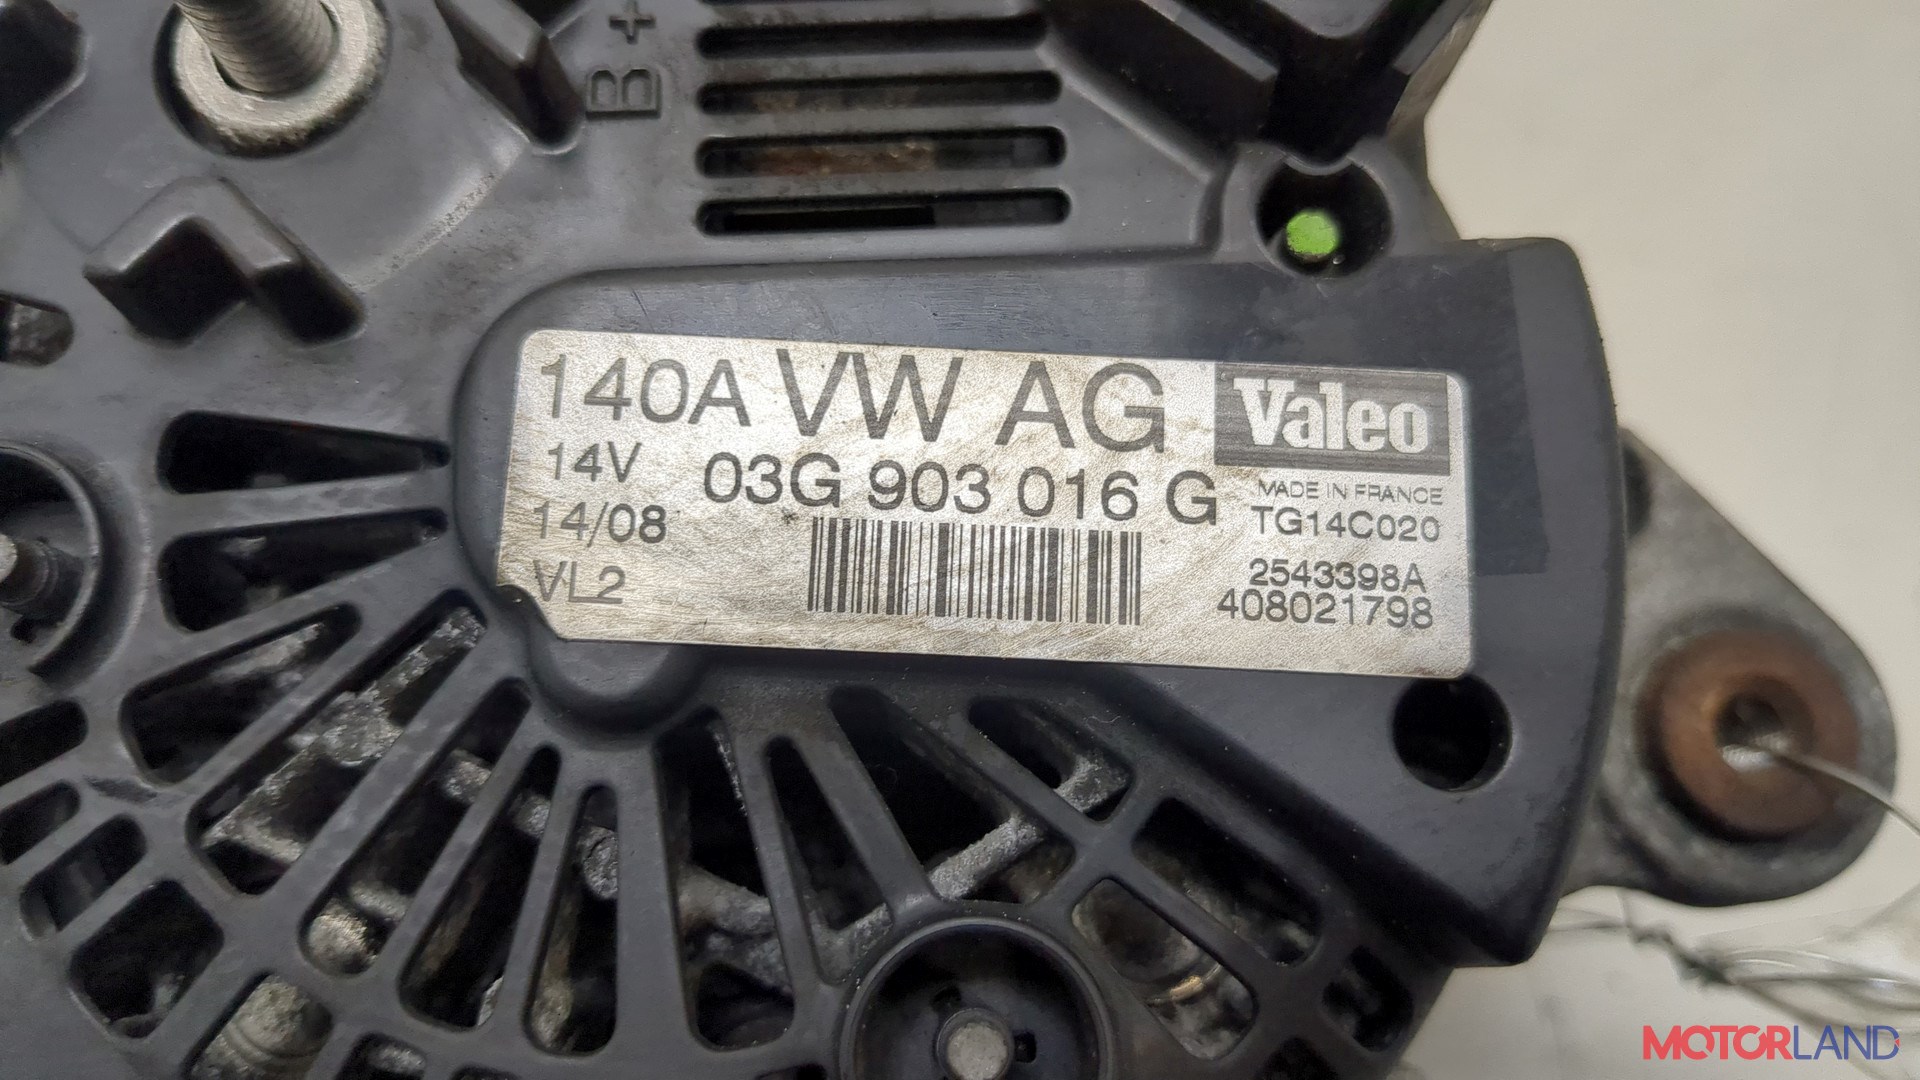 B+
140A VW AG Valeo
14V 03G 903 016 G MADE IN FRANCE
14/08 TG14C020
VL2 2543398A
408021798
MOTORLAND